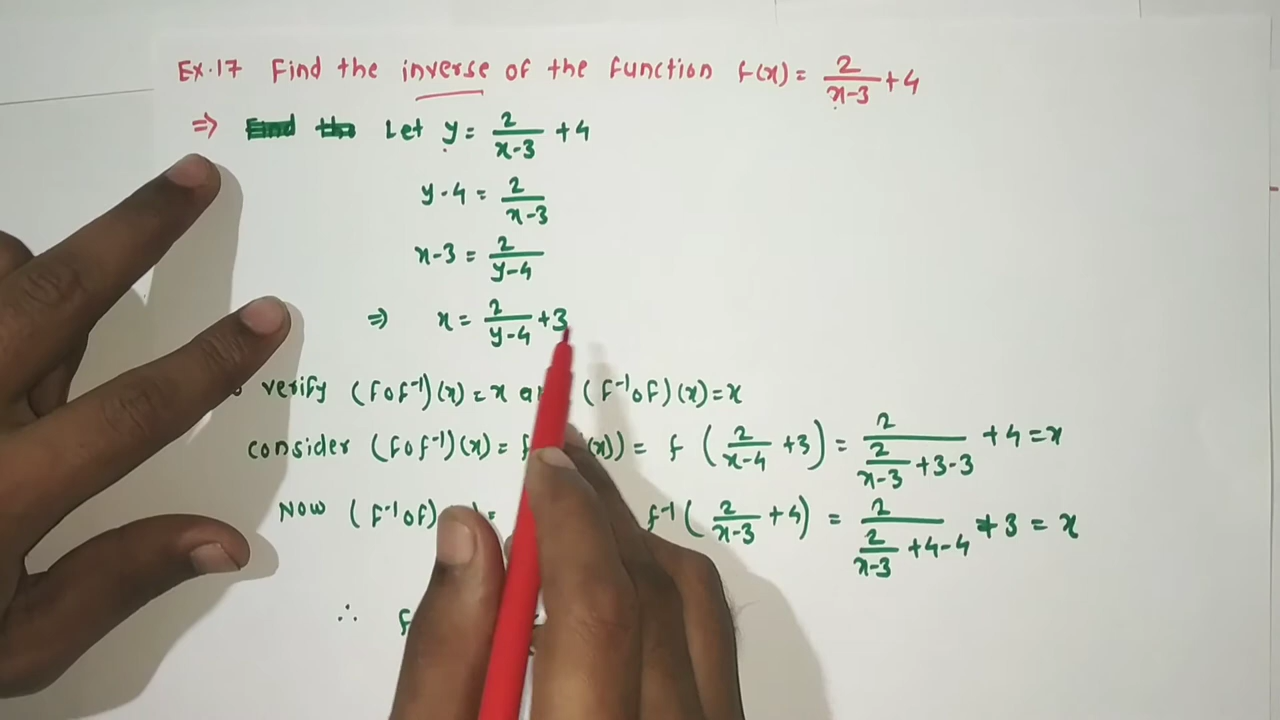 Ex.17 Find the inverse of the function f(x) = 2/(x-3) + 4
⇒ Let y = 2/(x-3) + 4
y-4 = 2/(x-3)
x-3 = 2/(y-4)
⇒ x = 2/(y-4) + 3
verify (fof⁻¹)(x) = x (f⁻¹of)(x) = x
consider (fof⁻¹)(x) = (x)) = f(2/(x-4) + 3) = 2/(2/(x-3) + 3-3) + 4 = x
Now (f⁻¹of) = f⁻¹(2/(x-3) + 4) = 2/(2/(x-3) + 4-4) + 3 = x
∴ f